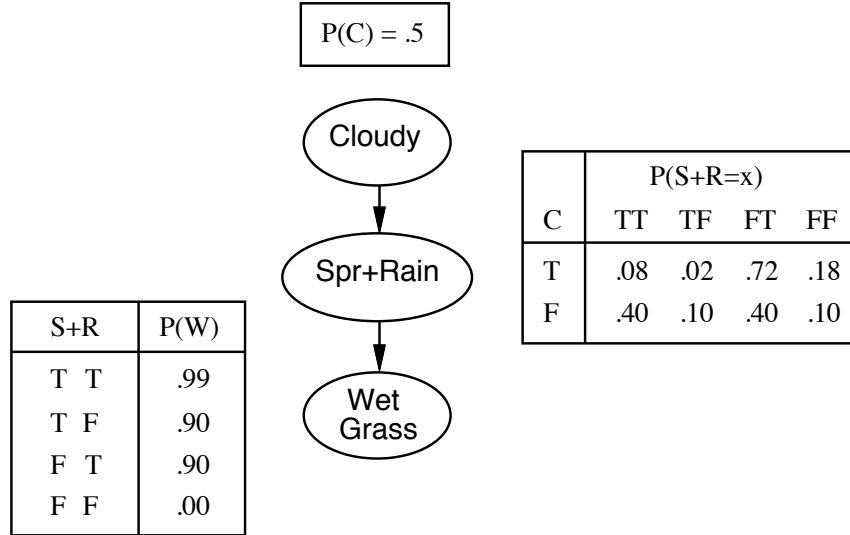 P(C) = .5
Cloudy
Spr+Rain
Wet
Grass
P(S+R=x)
C TT TF FT FF
T .08 .02 .72 .18
F .40 .10 .40 .10
S+R P(W)
T T .99
T F .90
F T .90
F F .00